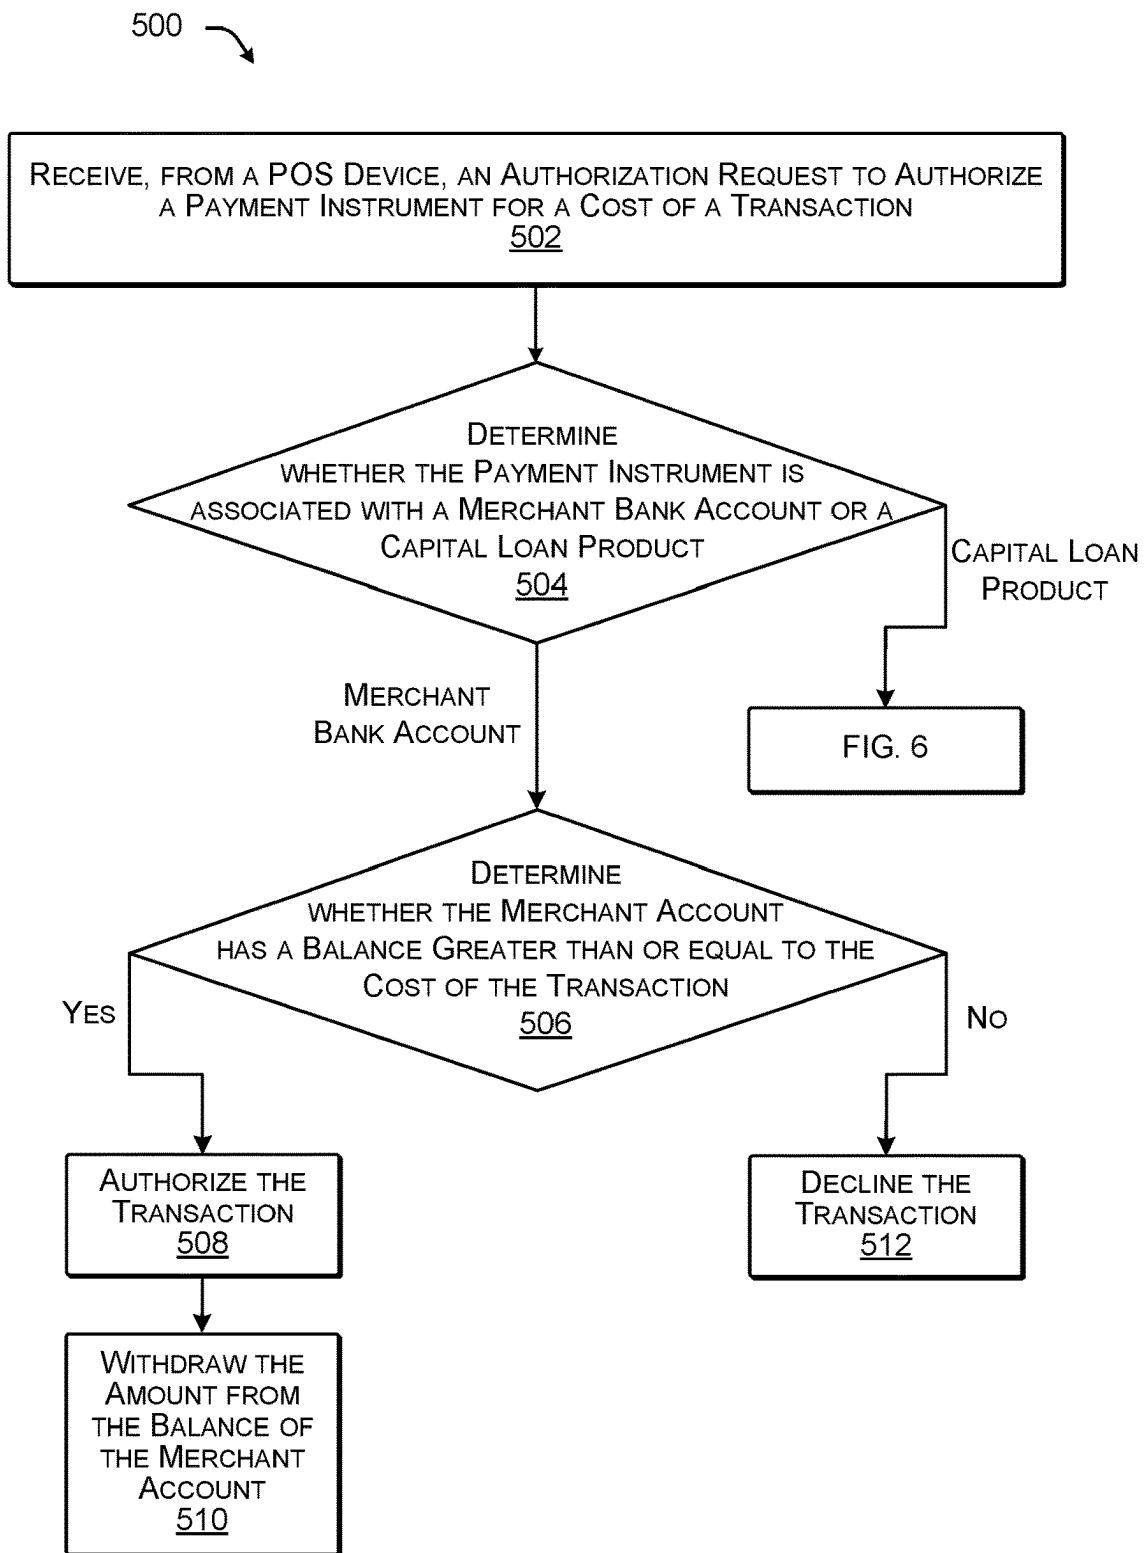 500
RECEIVE, FROM A POS DEVICE, AN AUTHORIZATION REQUEST TO AUTHORIZE
A PAYMENT INSTRUMENT FOR A COST OF A TRANSACTION
502
DETERMINE
WHETHER THE PAYMENT INSTRUMENT IS
ASSOCIATED WITH A MERCHANT BANK ACCOUNT OR A
CAPITAL LOAN PRODUCT
504
CAPITAL LOAN
PRODUCT
MERCHANT
BANK ACCOUNT
FIG. 6
DETERMINE
WHETHER THE MERCHANT ACCOUNT
HAS A BALANCE GREATER THAN OR EQUAL TO THE
COST OF THE TRANSACTION
506
YES
NO
AUTHORIZE THE
TRANSACTION
508
DECLINE THE
TRANSACTION
512
WITHDRAW THE
AMOUNT FROM
THE BALANCE OF
THE MERCHANT
ACCOUNT
510